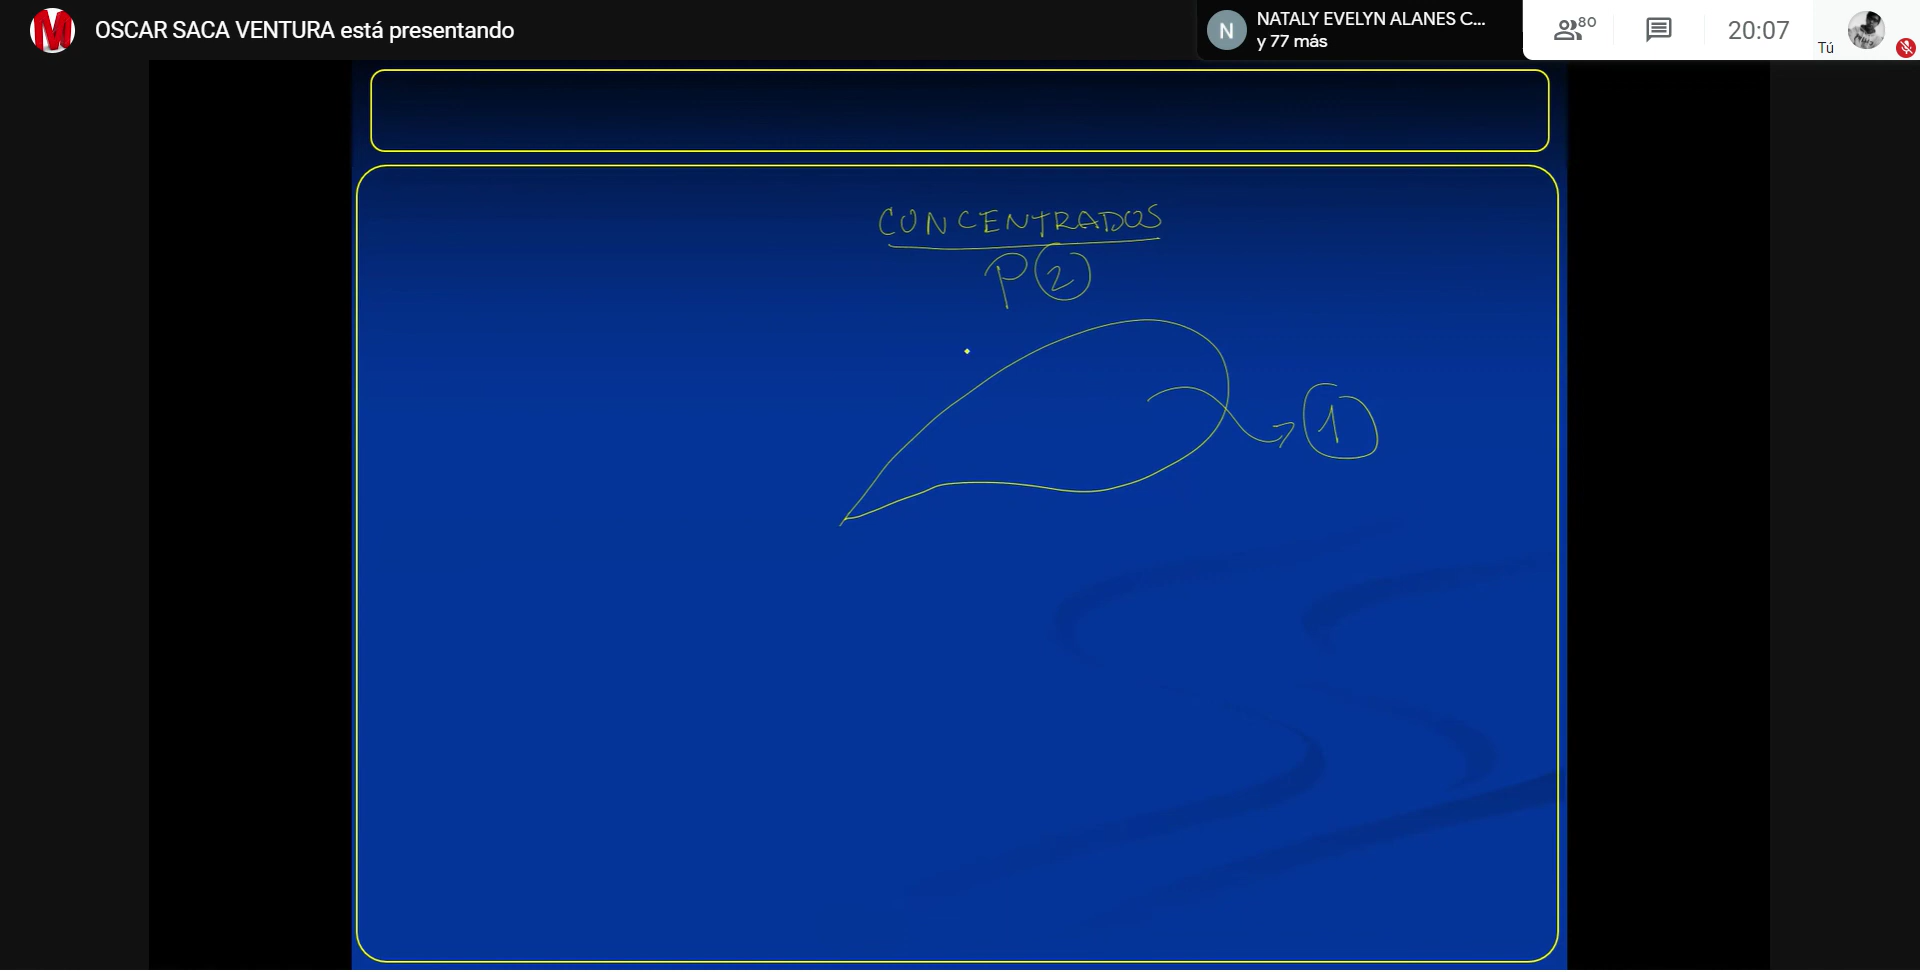 M OSCAR SACA VENTURA está presentando
N NATALY EVELYN ALANES C...
y 77 más
80
20:07
Tú
CONCENTRADOS
P 2
1